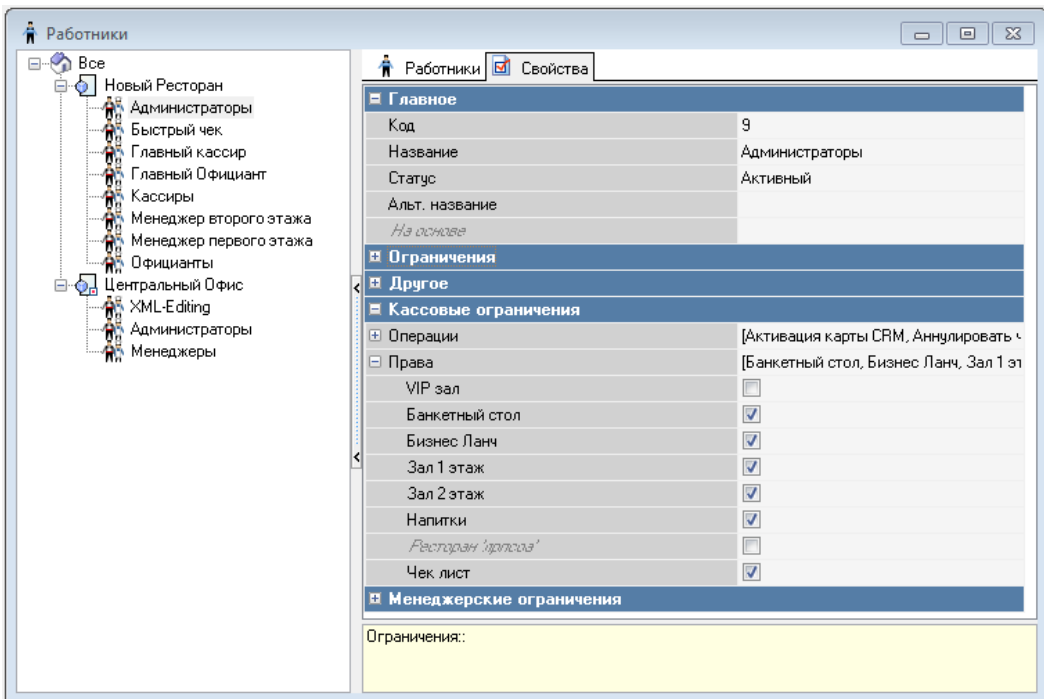 Работники
Все
Новый Ресторан
Администраторы
Быстрый чек
Главный кассир
Главный Официант
Кассиры
Менеджер второго этажа
Менеджер первого этажа
Официанты
Центральный Офис
XML-Editing
Администраторы
Менеджеры
Работники Свойства
Главное
Код 9
Название Администраторы
Статус Активный
Альт. название
На основе
Ограничения
Другое
Кассовые ограничения
Операции [Активация карты CRM, Аннулировать ч
Права [Банкетный стол, Бизнес Ланч, Зал 1 эт
VIP зал
Банкетный стол
Бизнес Ланч
Зал 1 этаж
Зал 2 этаж
Напитки
Ресторан 'прпсоа'
Чек лист
Менеджерские ограничения
Ограничения::